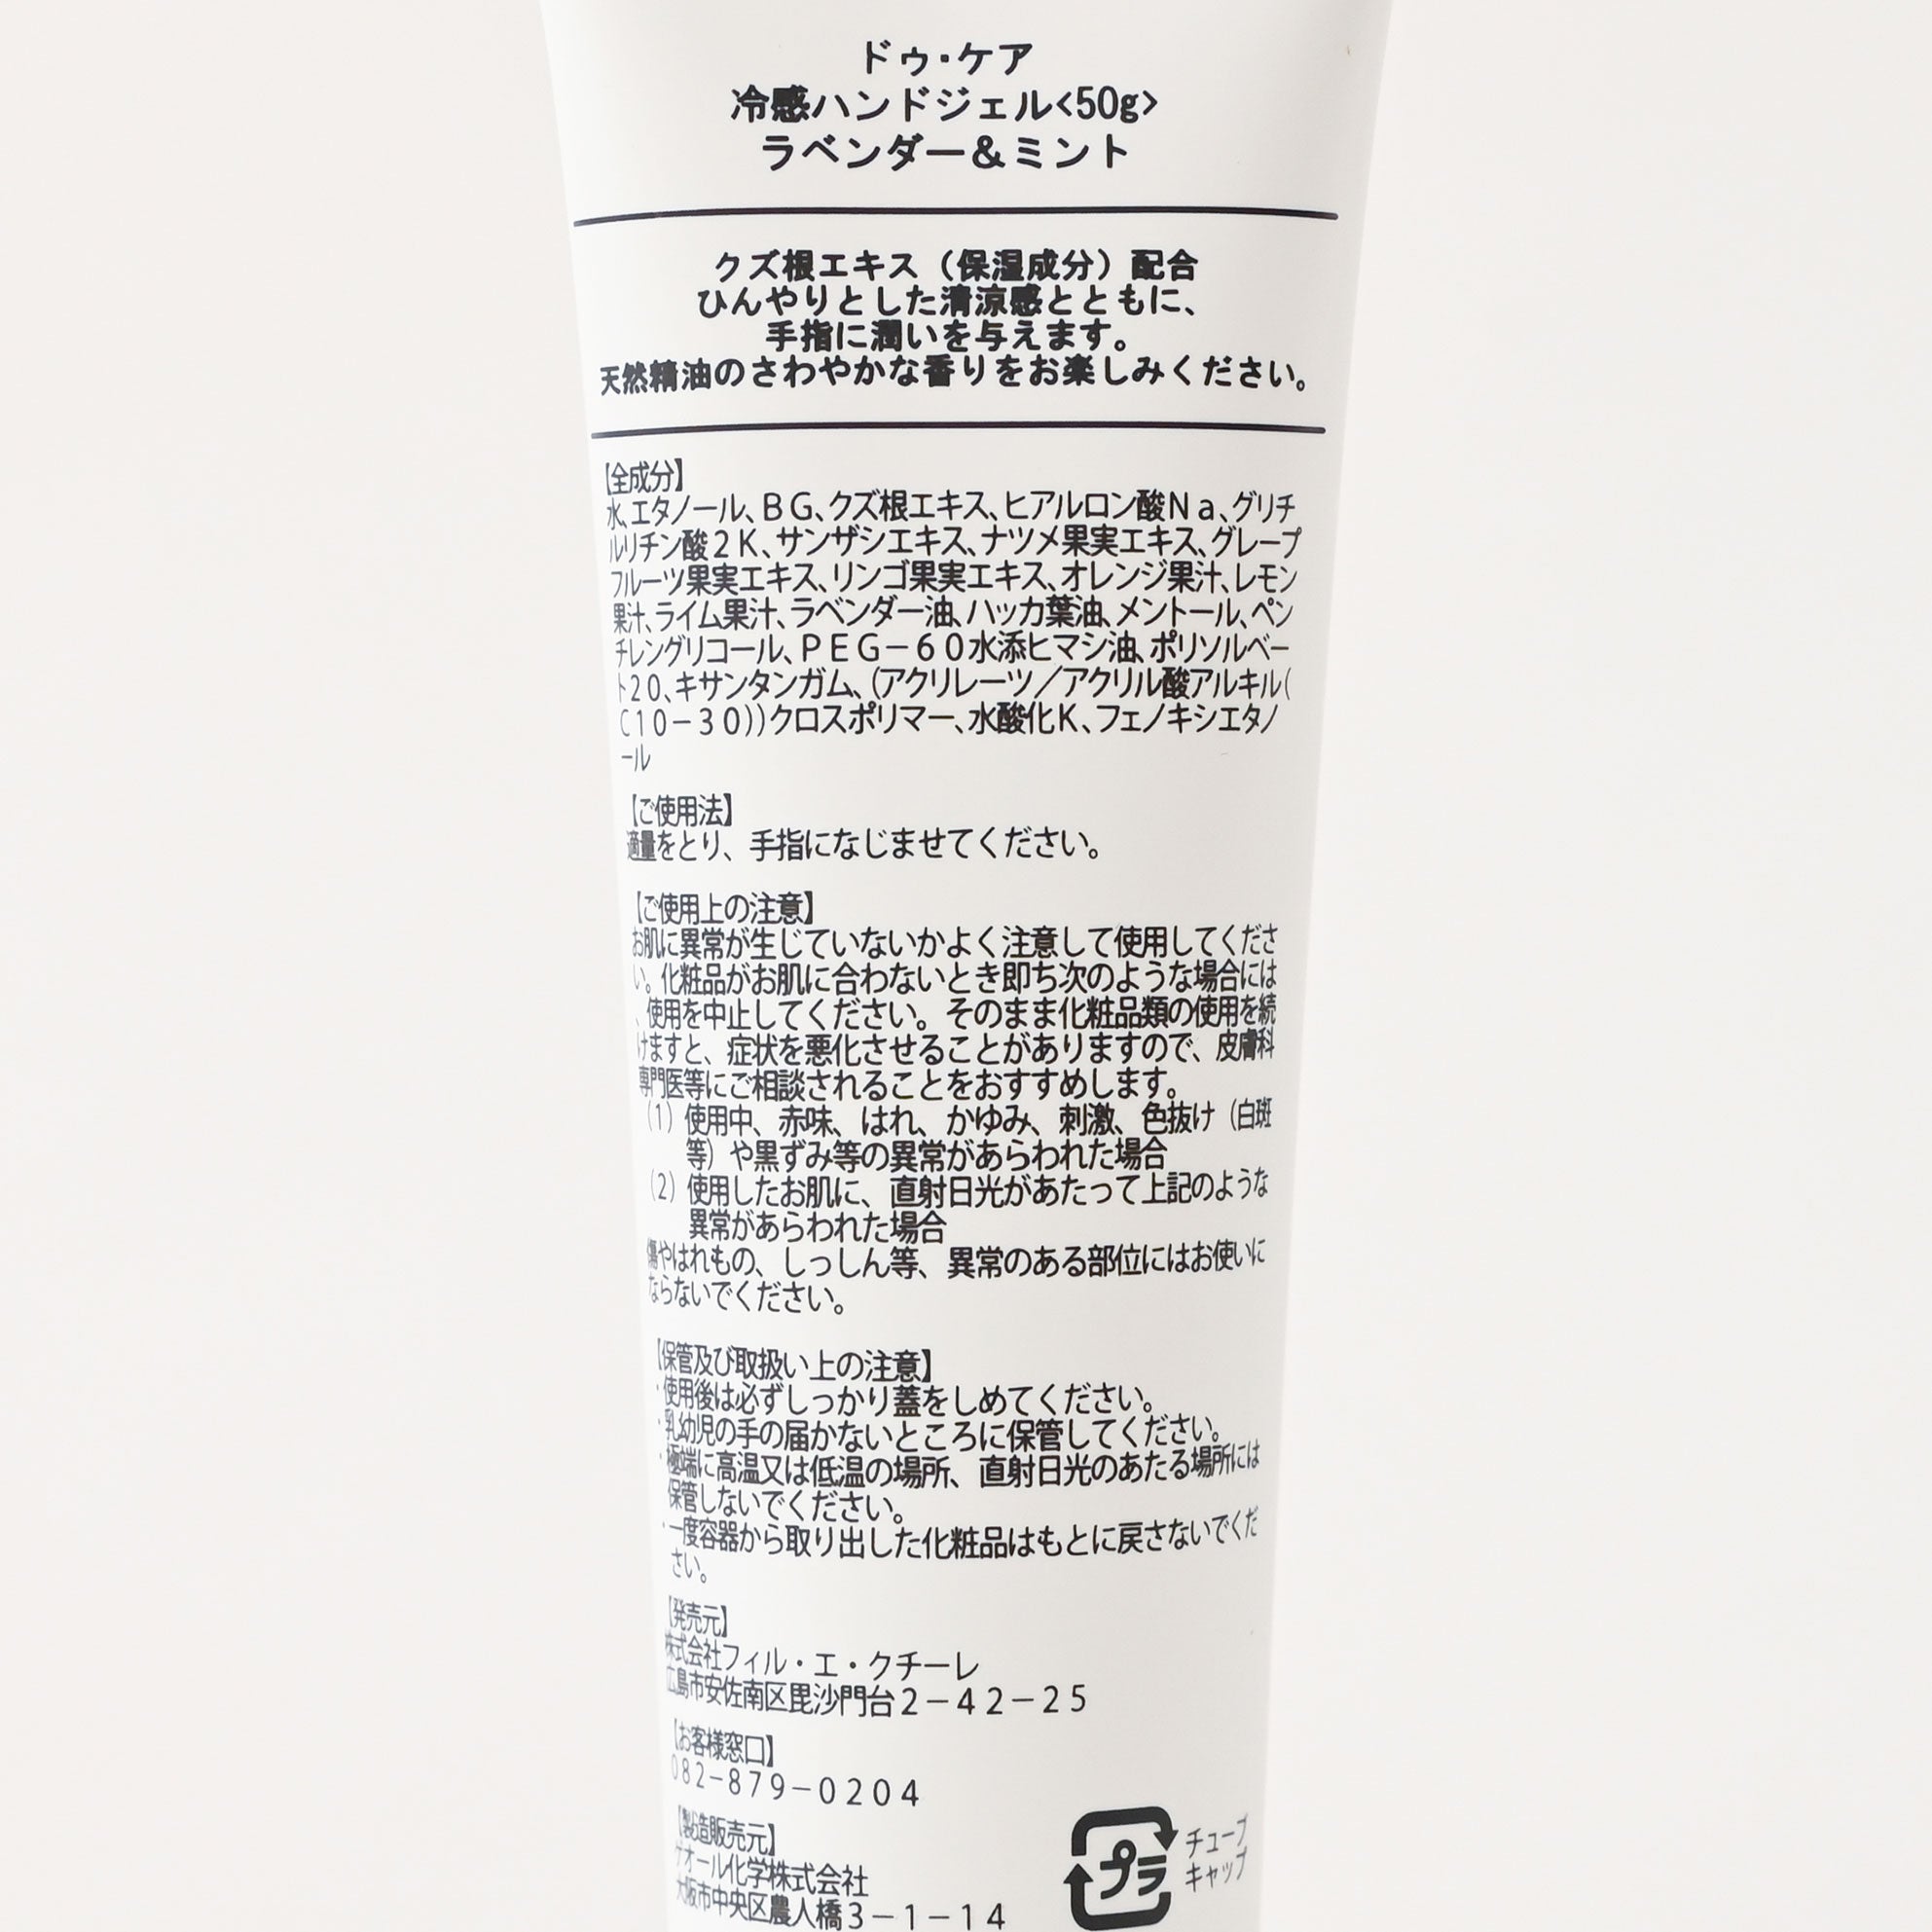 ドゥ・ケア
冷感ハンドジェル<50g>
ラベンダー&ミント
クズ根エキス（保湿成分）配合
ひんやりとした清涼感とともに、
手指に潤いを与えます。
天然精油のさわやかな香りをお楽しみください。
【全成分】
水、エタノール、ＢＧ、クズ根エキス、ヒアルロン酸Ｎａ、グリチ
ルリチン酸２Ｋ、サンザシエキス、ナツメ果実エキス、グレープ
フルーツ果実エキス、リンゴ果実エキス、オレンジ果汁、レモン
果汁、ライム果汁、ラベンダー油、ハッカ葉油、メントール、ペン
チレングリコール、ＰＥＧ－６０水添ヒマシ油、ポリソルベー
ト２０、キサンタンガム、（アクリレーツ／アクリル酸アルキル（
Ｃ１０－３０））クロスポリマー、水酸化Ｋ、フェノキシエタノ
ール
【ご使用法】
適量をとり、手指になじませてください。
【ご使用上の注意】
お肌に異常が生じていないかよく注意して使用してくださ
い。化粧品がお肌に合わないとき即ち次のような場合には
、使用を中止してください。そのまま化粧品類の使用を続
けますと、症状を悪化させることがありますので、皮膚科
専門医等にご相談されることをおすすめします。
（1）使用中、赤味、はれ、かゆみ、刺激、色抜け（白斑
等）や黒ずみ等の異常があらわれた場合
（2）使用したお肌に、直射日光があたって上記のような
異常があらわれた場合
傷やはれもの、しっしん等、異常のある部位にはお使いに
ならないでください。
【保管及び取扱い上の注意】
・使用後は必ずしっかり蓋をしめてください。
・乳幼児の手の届かないところに保管してください。
・極端に高温又は低温の場所、直射日光のあたる場所には
保管しないでください。
・一度容器から取り出した化粧品はもとに戻さないでくだ
さい。
【発売元】
株式会社フィル・エ・クチーレ
広島市安佐南区毘沙門台２－４２－２５
【お客様窓口】
０８２－８７９－０２０４
【製造販売元】
ケオール化学株式会社
大阪市中央区農人橋３－１－１４
プラ
チューブ
キャップ